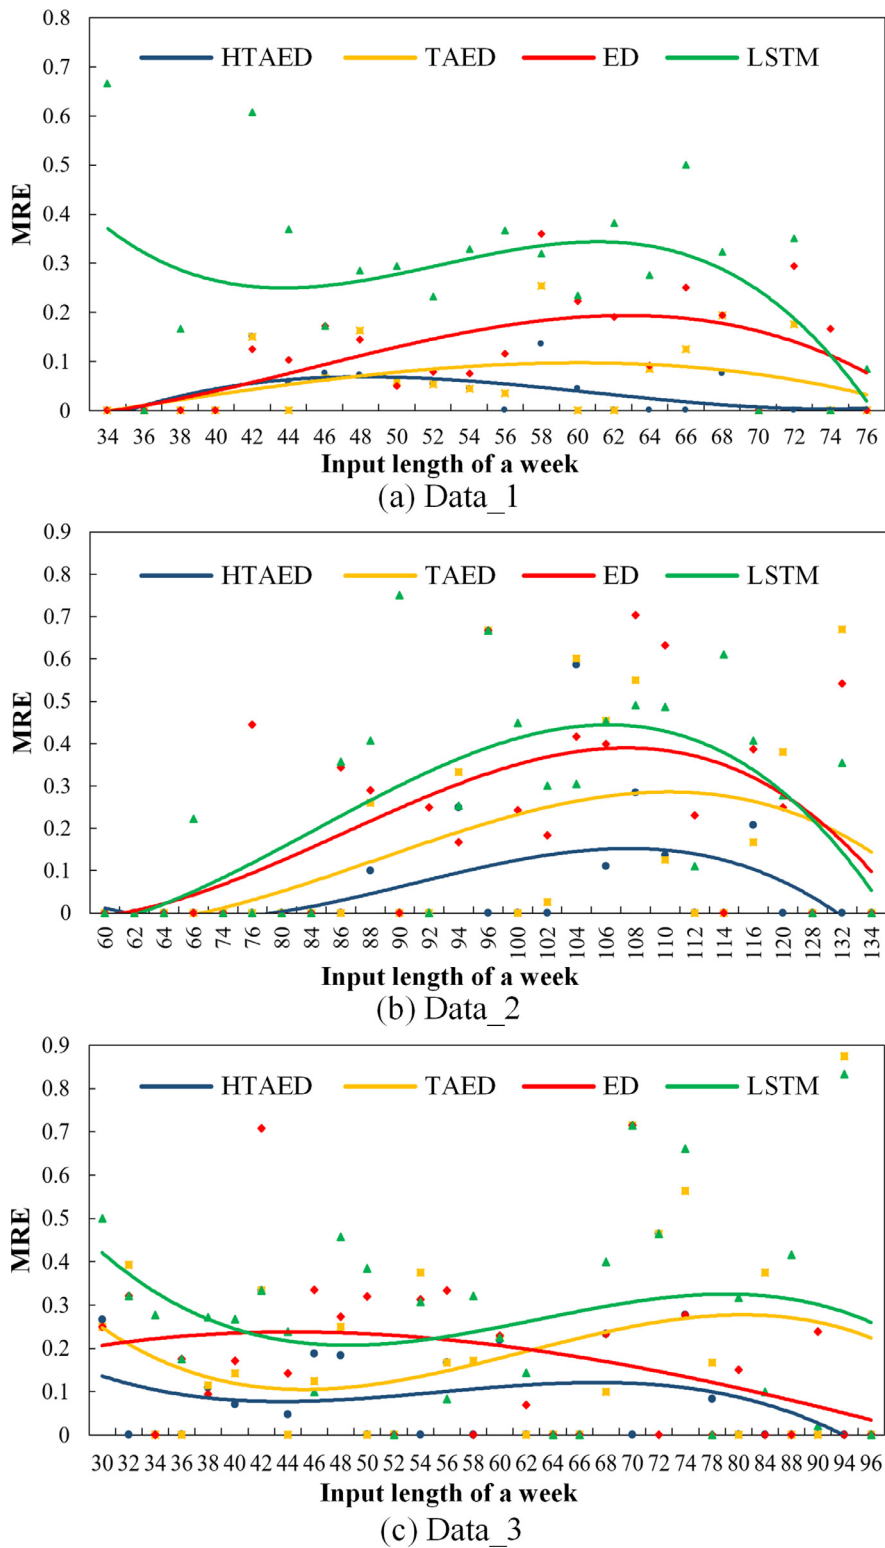 0.8
0.7
0.6
0.5
0.4
0.3
0.2
0.1
0
MRE
HTAED TAED ED LSTM
34 36 38 40 42 44 46 48 50 52 54 56 58 60 62 64 66 68 70 72 74 76
Input length of a week
(a) Data_1
0.9
0.8
0.7
0.6
0.5
0.4
0.3
0.2
0.1
0
MRE
HTAED TAED ED LSTM
60 62 64 66 74 76 80 84 86 88 90 92 94 96 100 102 104 106 108 110 112 114 116 120 128 132 134
Input length of a week
(b) Data_2
0.9
0.8
0.7
0.6
0.5
0.4
0.3
0.2
0.1
0
MRE
HTAED TAED ED LSTM
30 32 34 36 38 40 42 44 46 48 50 52 54 56 58 60 62 64 66 68 70 72 74 78 80 84 88 90 94 96
Input length of a week
(c) Data_3